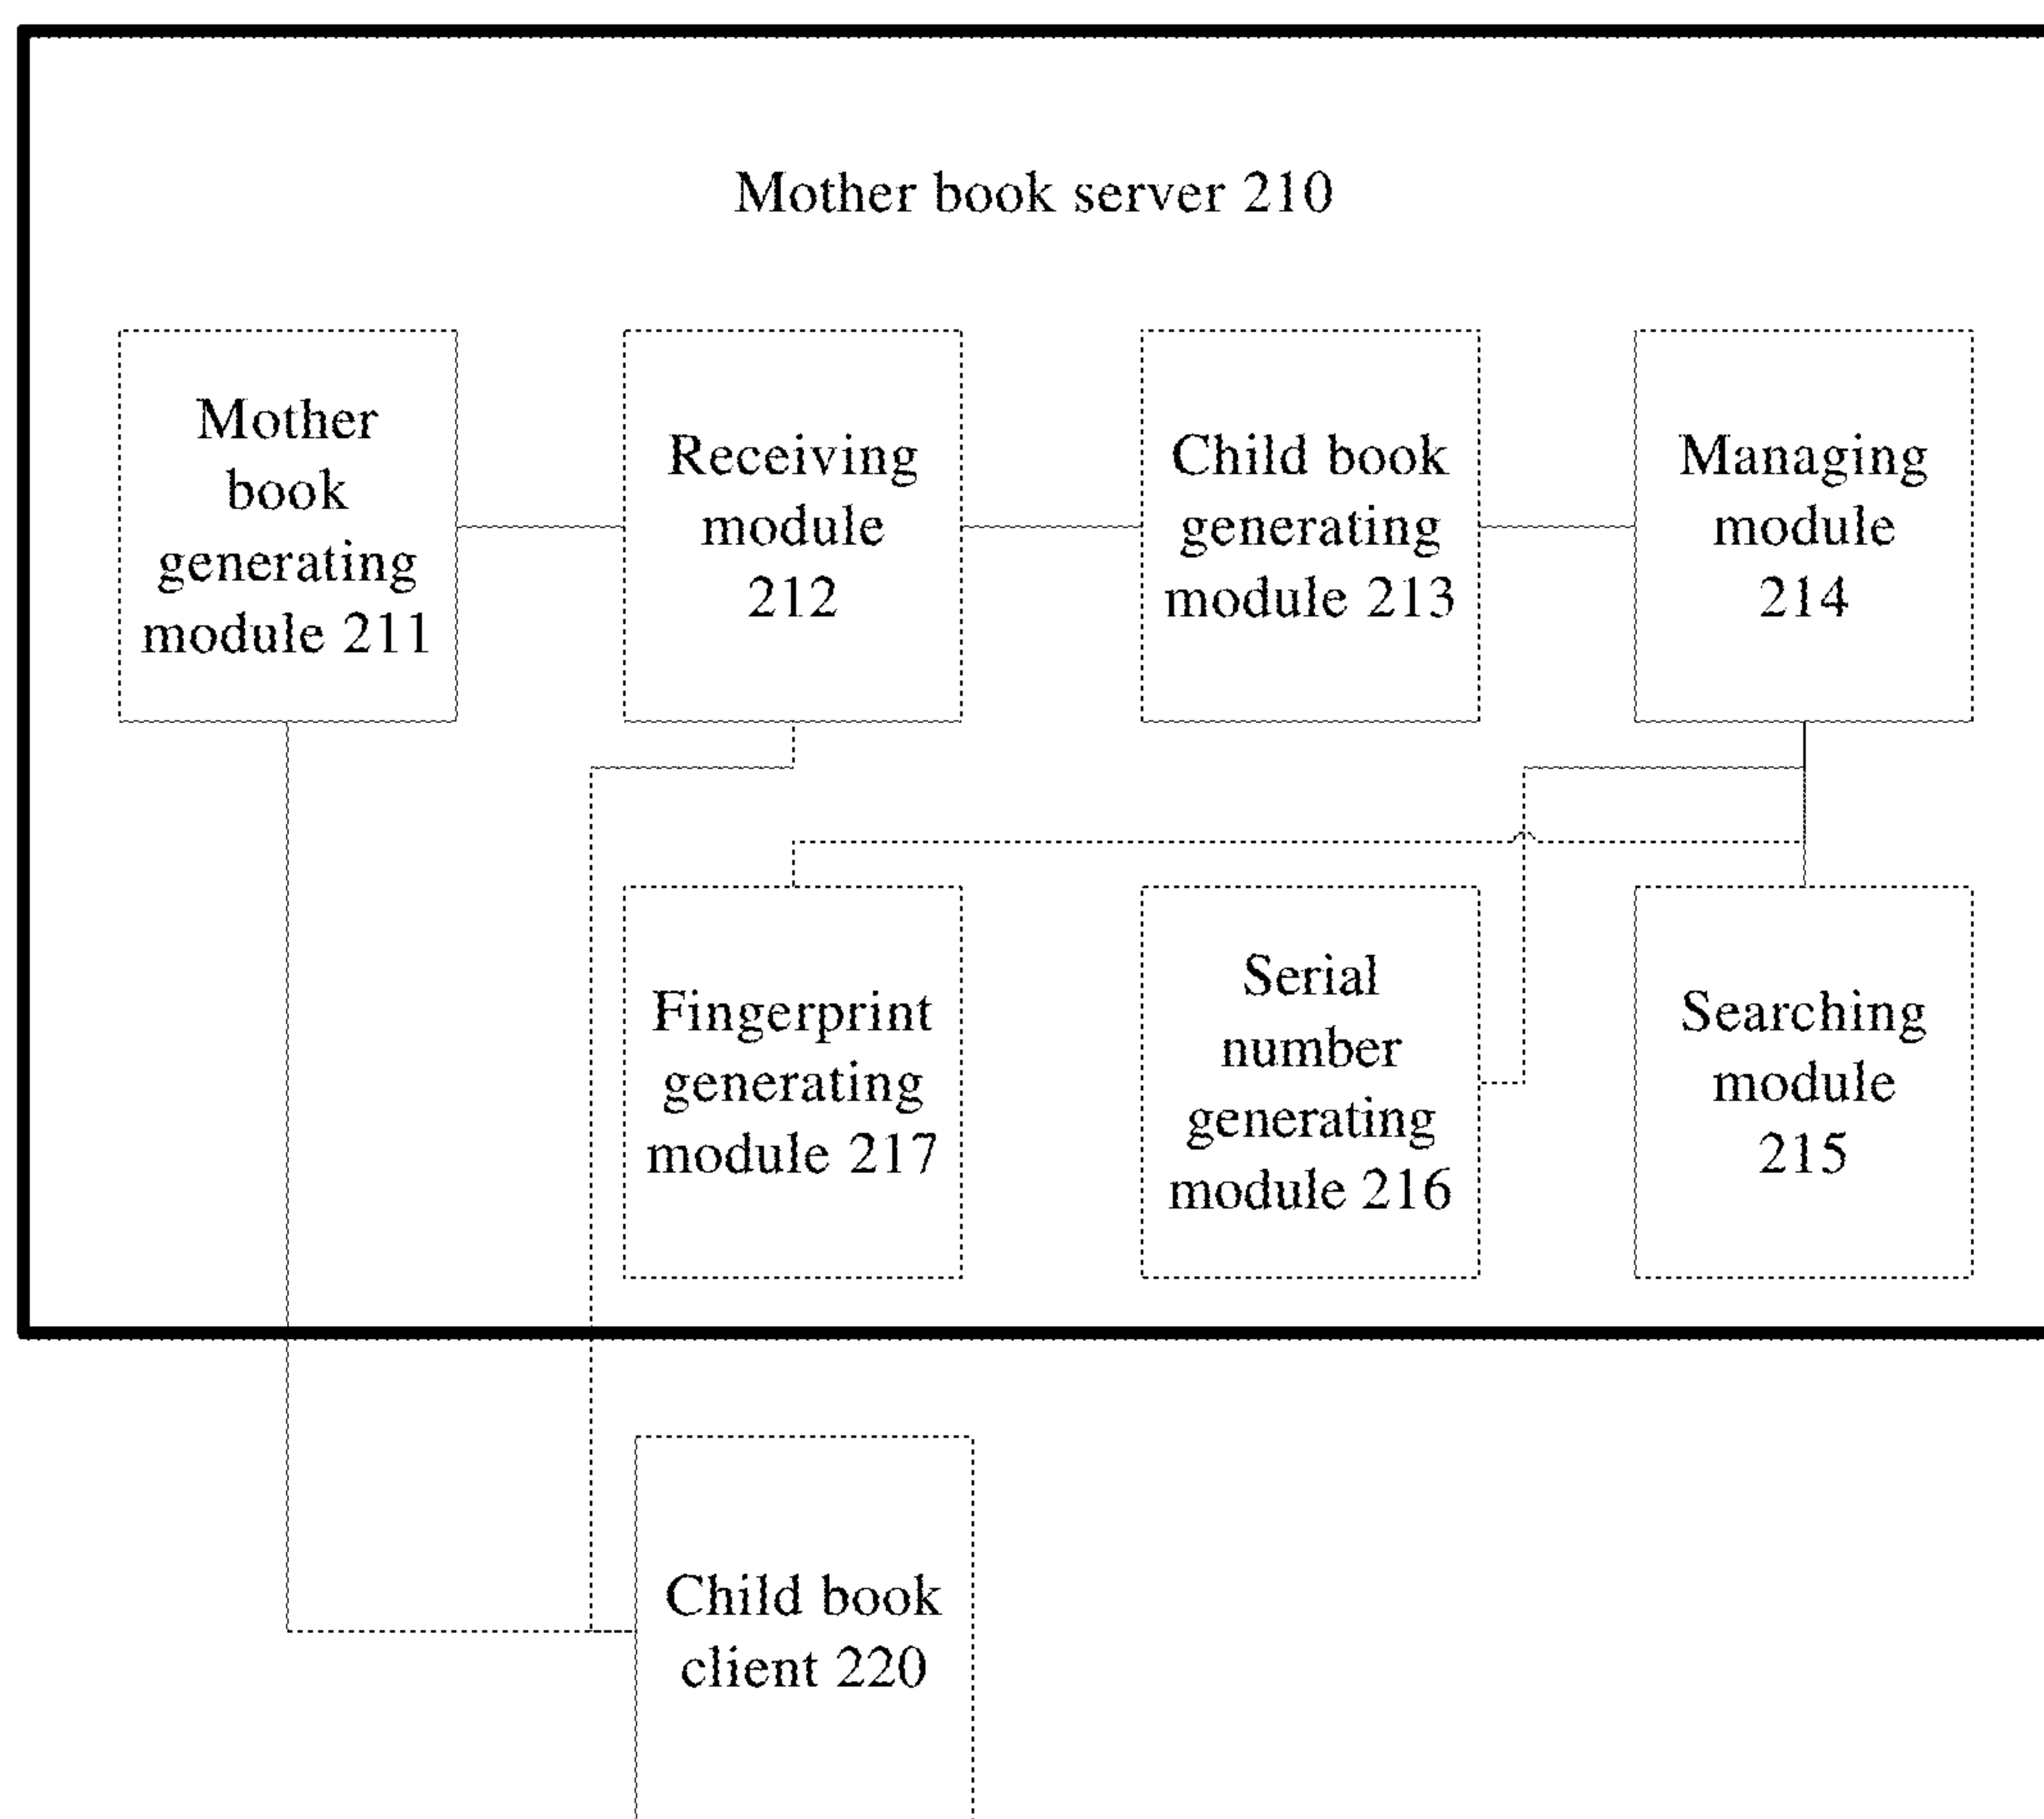 Mother book server 210
Mother
book
generating
module 211
Receiving
module
212
Child book
generating
module 213
Managing
module
214
Fingerprint
generating
module 217
Serial
number
generating
module 216
Searching
module
215
Child book
client 220